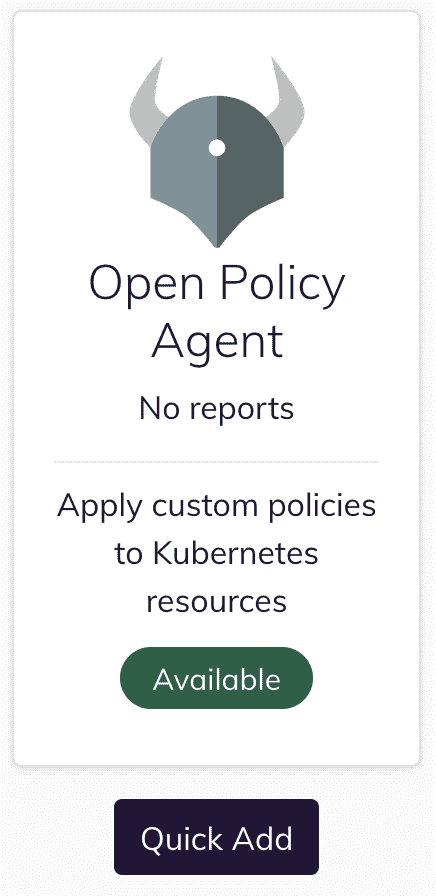 Open Policy
Agent
No reports
Apply custom policies
to Kubernetes
resources
Available
Quick Add